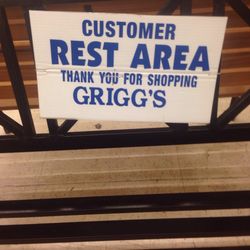 CUSTOMER
REST AREA
THANK YOU FOR SHOPPING
GRIGG'S